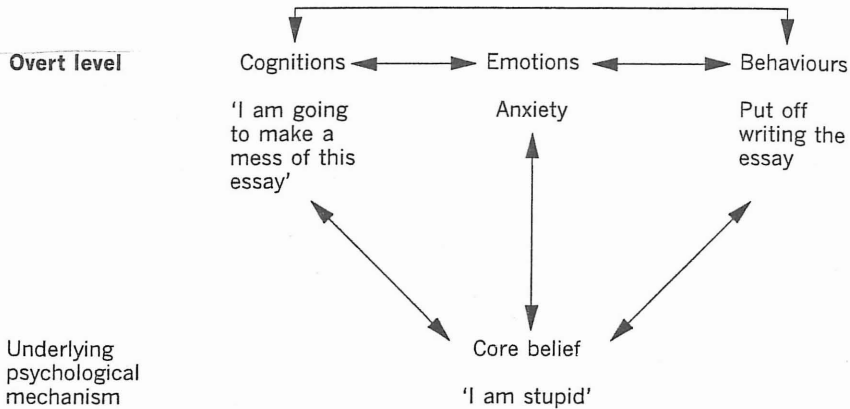 Overt level
Cognitions
Emotions
Behaviours
'I am going
to make a
mess of this
essay'
Anxiety
Put off
writing the
essay
Underlying
psychological
mechanism
Core belief
'I am stupid'